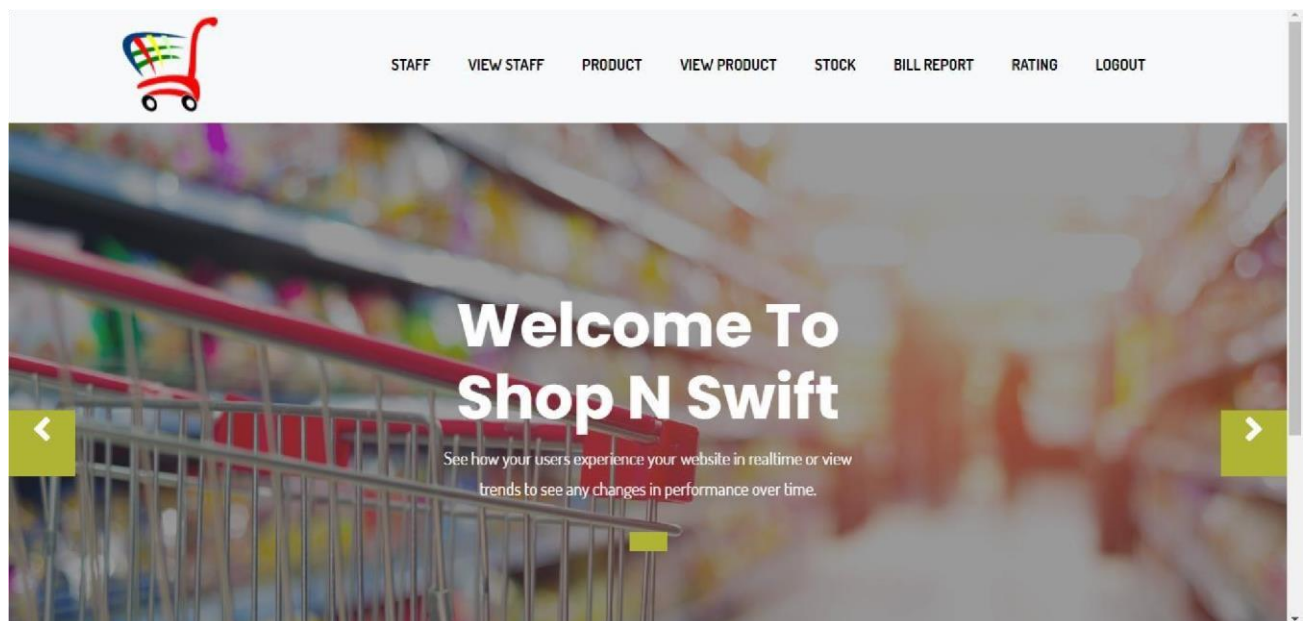 STAFF VIEW STAFF PRODUCT VIEW PRODUCT STOCK BILL REPORT RATING LOGOUT
Welcome To
Shop N Swift
See how your users experience your website in realtime or view
trends to see any changes in performance over time.